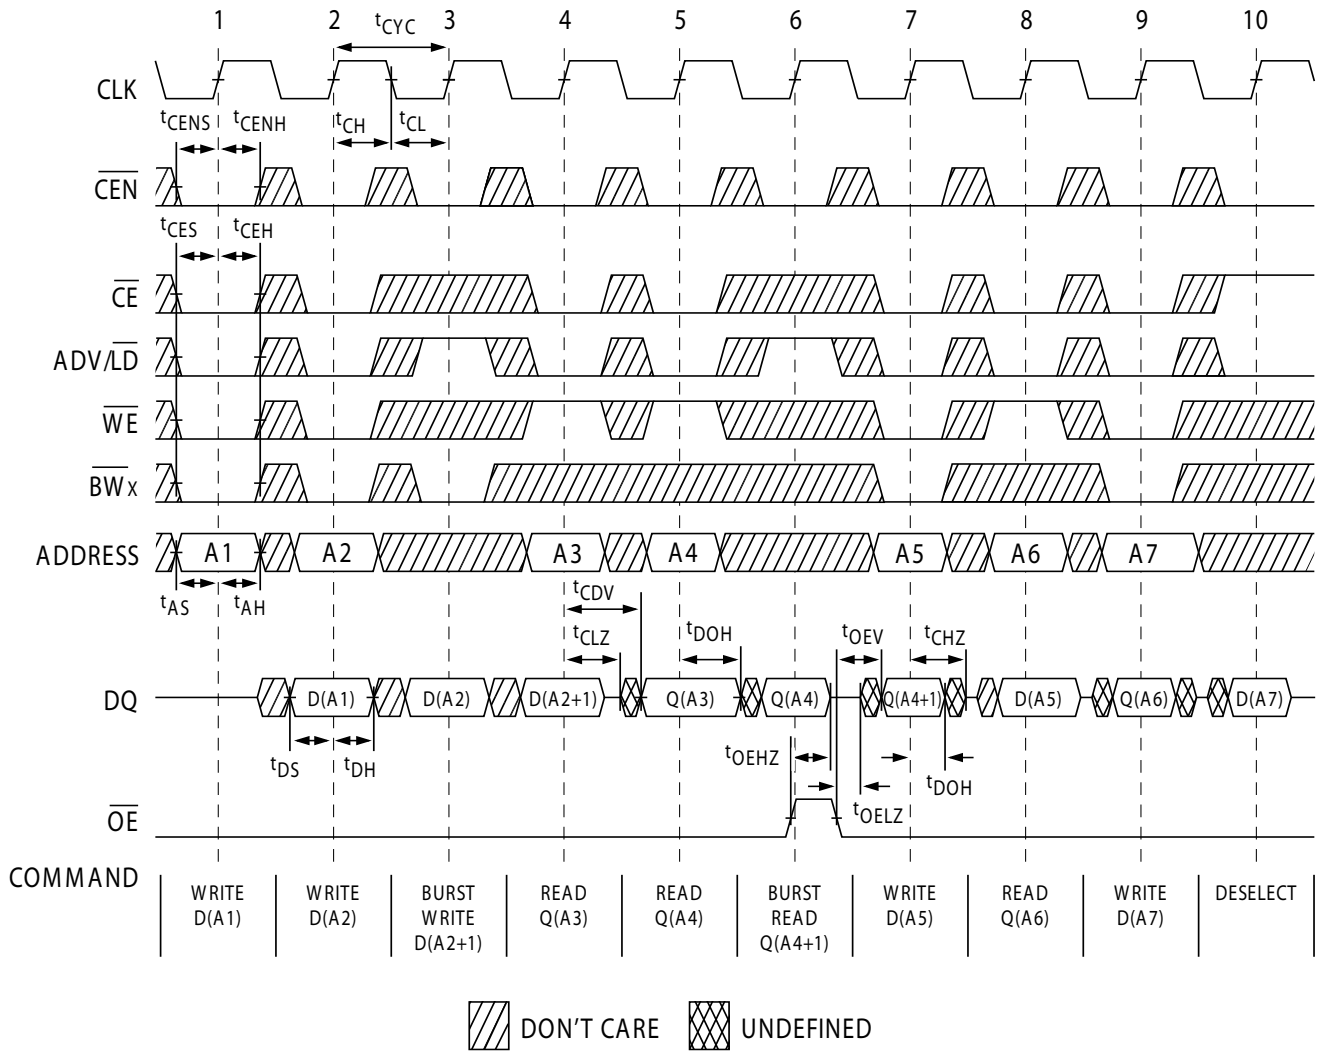 1 2 3 4 5 6 7 8 9 10
tCYC
CLK
tCENS tCENH tCH tCL
CEN
tCES tCEH
CE
ADV/LD
WE
BWx
ADDRESS A1 A2 A3 A4 A5 A6 A7
tAS tAH tCDV
tCLZ tDOH tOEV tCHZ
DQ D(A1) D(A2) D(A2+1) Q(A3) Q(A4) Q(A4+1) D(A5) Q(A6) D(A7)
tDS tDH tOEHZ tDOH
tOELZ
OE
COMMAND
WRITE WRITE BURST READ READ BURST WRITE READ WRITE DESELECT
D(A1) D(A2) WRITE Q(A3) Q(A4) READ D(A5) Q(A6) D(A7)
D(A2+1) Q(A4+1)
DON'T CARE UNDEFINED